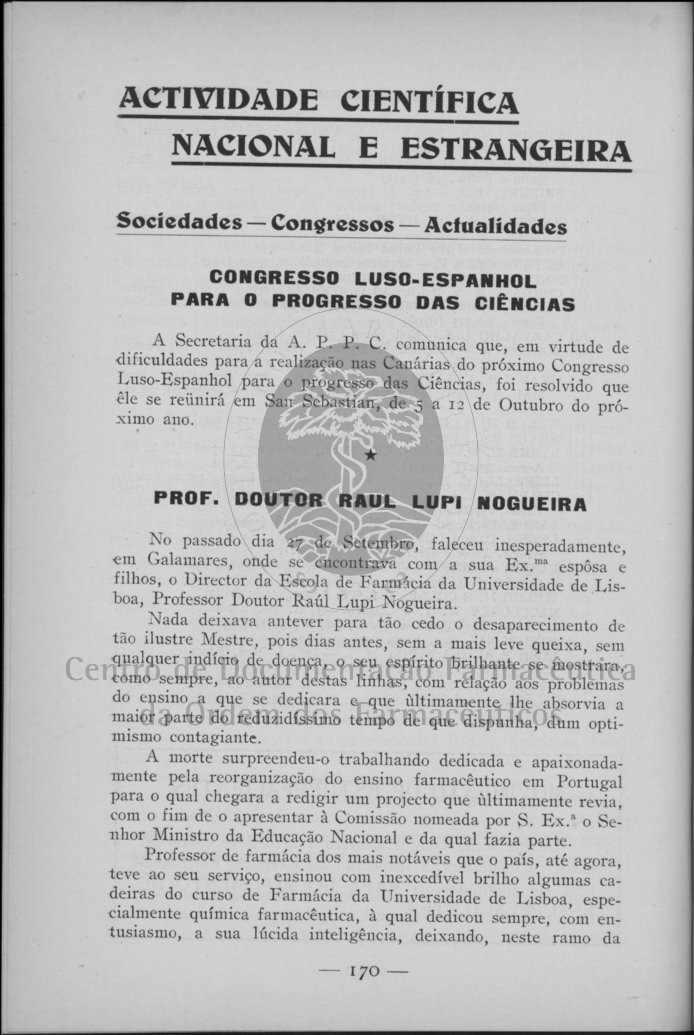 ACTIVIDADE CIENTÍFICA
NACIONAL E ESTRANGEIRA
Sociedades — Congressos — Actualidades
CONGRESSO LUSO-ESPANHOL
PARA O PROGRESSO DAS CIÊNCIAS
A Secretaria da A. P. P. C. comunica que, em virtude de
dificuldades para a realização nas Canárias do próximo Congresso
Luso-Espanhol para o progresso das Ciências, foi resolvido que
êle se reünirá em San Sebastian, de 5 a 12 de Outubro do pró-
ximo ano.
★
PROF. DOUTOR RAUL LUPI NOGUEIRA
No passado dia 27 de Setembro, faleceu inesperadamente,
em Galamares, onde se encontrava com a sua Ex.ma espôsa e
filhos, o Director da Escola de Farmácia da Universidade de Lis-
boa, Professor Doutor Raúl Lupi Nogueira.
Nada deixava antever para tão cedo o desaparecimento de
tão ilustre Mestre, pois dias antes, sem a mais leve queixa, sem
qualquer indício de doença, o seu espírito brilhante se mostrara,
como sempre, ao autor destas linhas, com relação aos problemas
do ensino a que se dedicara e que ùltimamente lhe absorvia a
maior parte do reduzidíssimo tempo de que dispunha, dum opti-
mismo contagiante.
A morte surpreendeu-o trabalhando dedicada e apaixonada-
mente pela reorganização do ensino farmacêutico em Portugal
para o qual chegara a redigir um projecto que ùltimamente revia,
com o fim de o apresentar à Comissão nomeada por S. Ex.ª o Se-
nhor Ministro da Educação Nacional e da qual fazia parte.
Professor de farmácia dos mais notáveis que o país, até agora,
teve ao seu serviço, ensinou com inexcedível brilho algumas ca-
deiras do curso de Farmácia da Universidade de Lisboa, espe-
cialmente química farmacêutica, à qual dedicou sempre, com en-
tusiasmo, a sua lúcida inteligência, deixando, neste ramo da
— 170 —
Centro de Documentação Farmacêutica
da Ordem dos Farmacêuticos